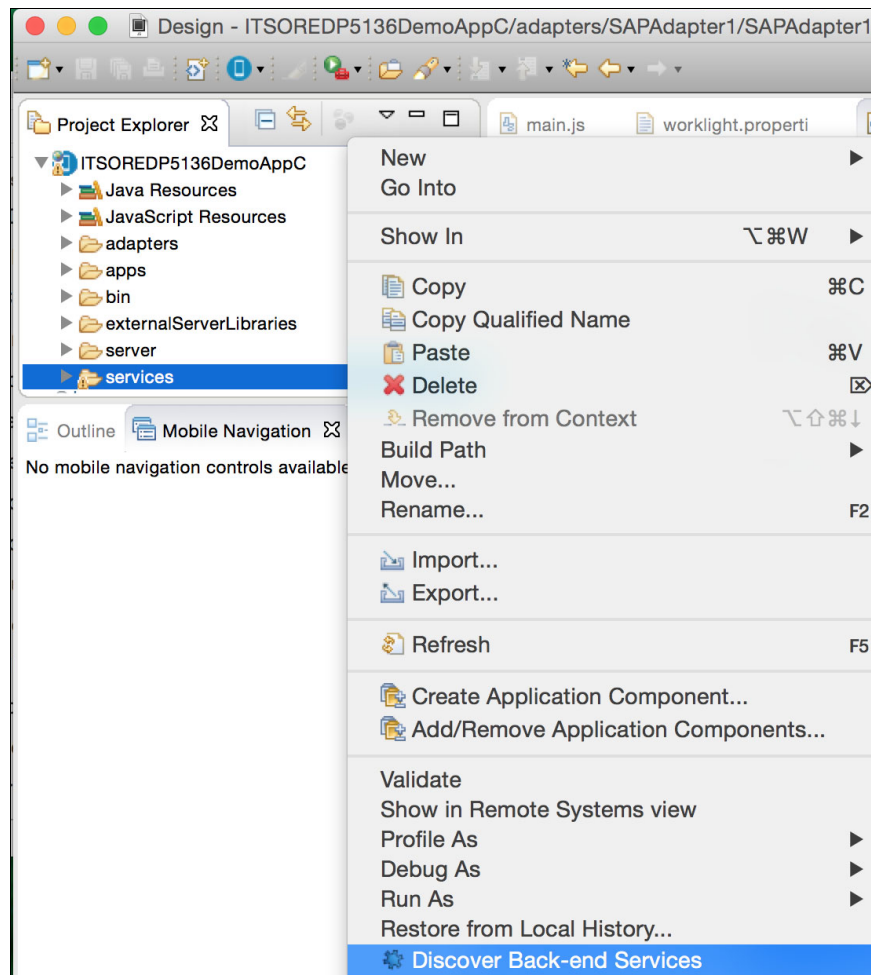 Design - ITSOREDP5136DemoAppC/adapters/SAPAdapter1/SAPAdapter1
Project Explorer
main.js
worklight.properti
ITSOREDP5136DemoAppC
Java Resources
JavaScript Resources
adapters
apps
bin
externalServerLibraries
server
services
Outline
Mobile Navigation
No mobile navigation controls available
New
Go Into
Show In ⌥⌘W
Copy ⌘C
Copy Qualified Name
Paste ⌘V
Delete ⌦
Remove from Context ⌥⇧⌘↓
Build Path
Move...
Rename... F2
Import...
Export...
Refresh F5
Create Application Component...
Add/Remove Application Components...
Validate
Show in Remote Systems view
Profile As
Debug As
Run As
Restore from Local History...
Discover Back-end Services